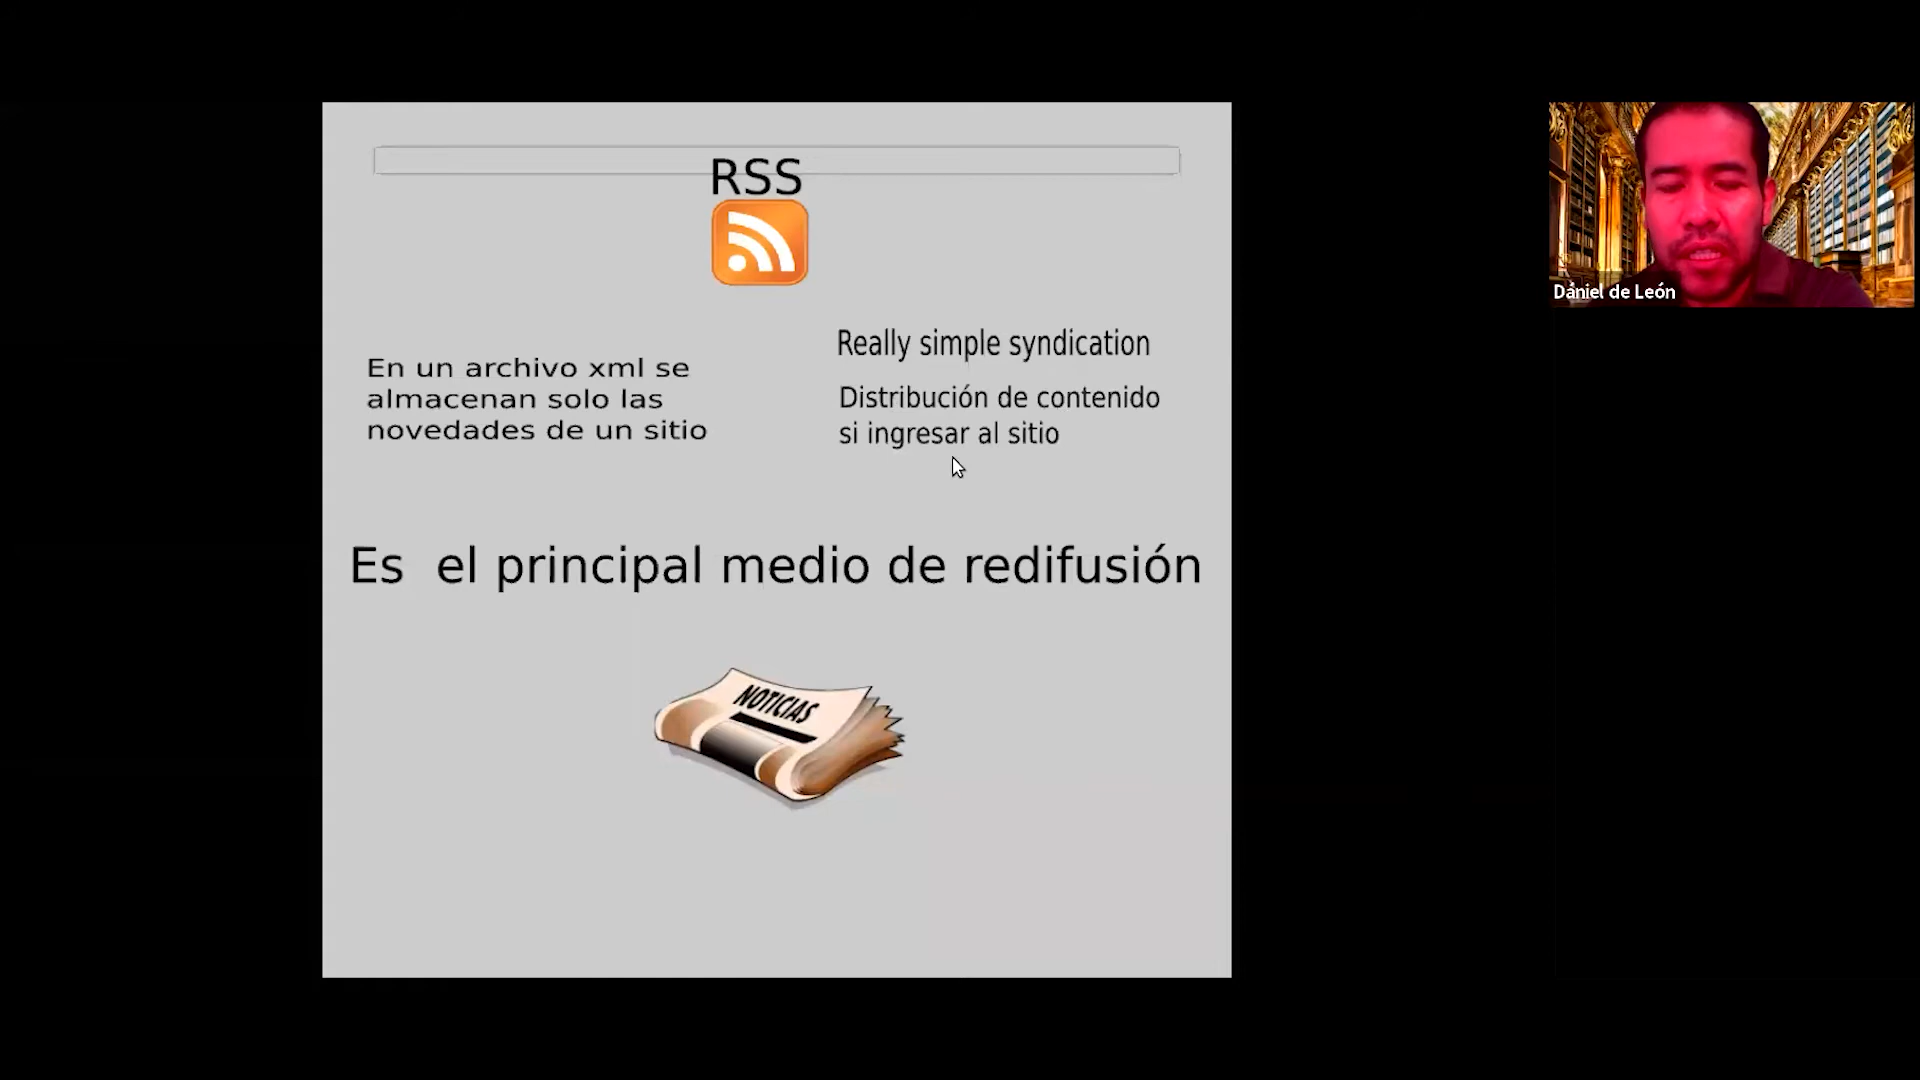 RSS
En un archivo xml se
almacenan solo las
novedades de un sitio
Really simple syndication
Distribución de contenido
si ingresar al sitio
Es el principal medio de redifusión
NOTICIAS
Dániel de León